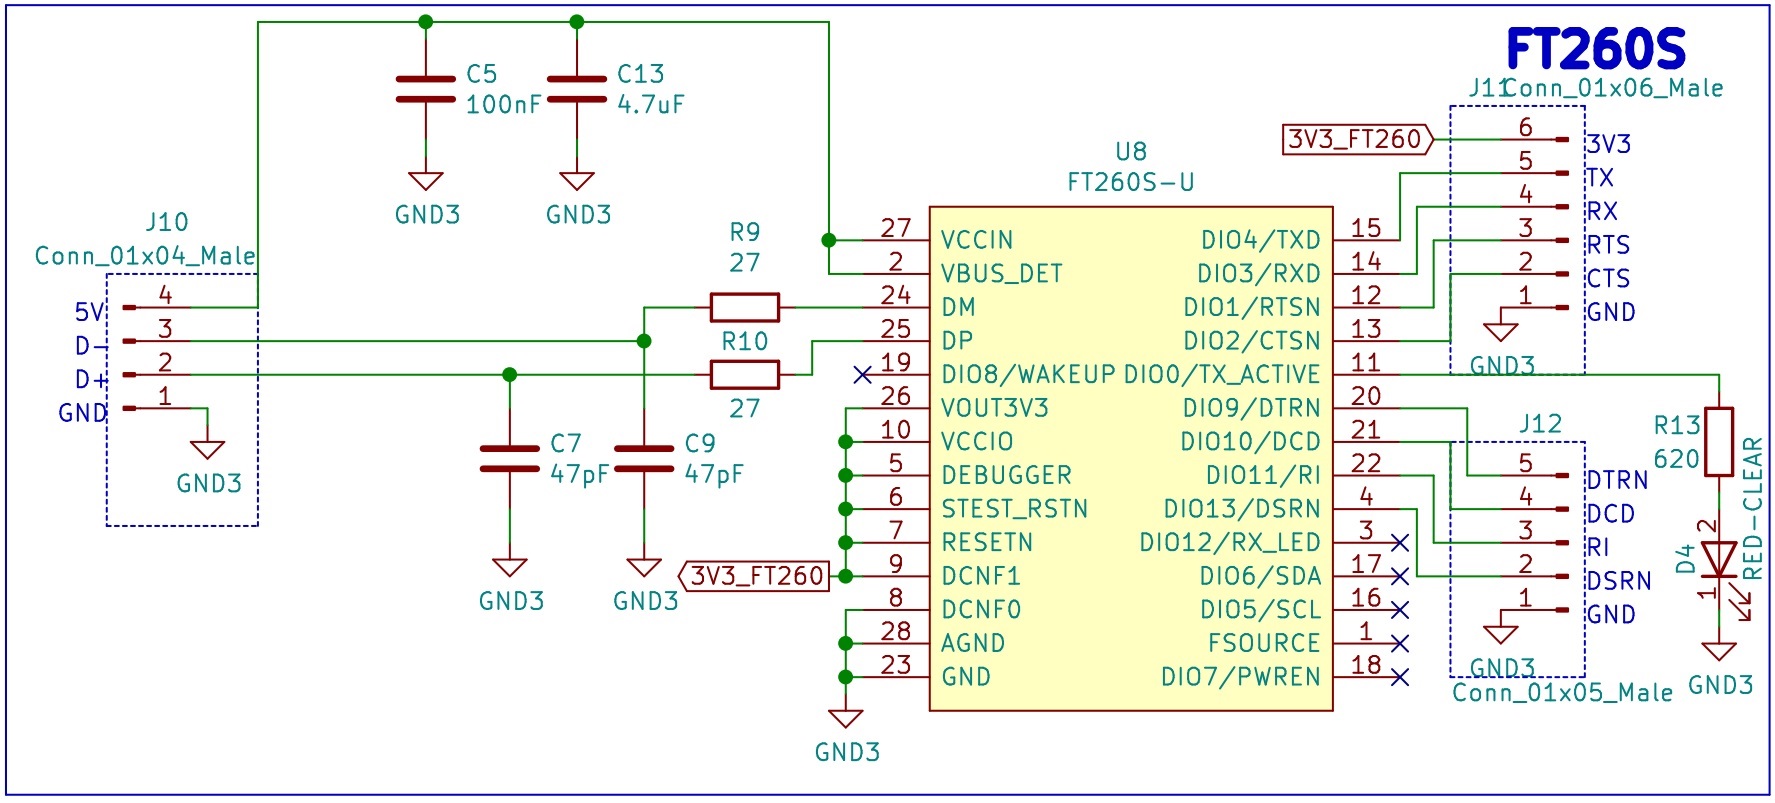 FT260S
C5
100nF
GND3
C13
4.7uF
GND3
J10
Conn_01x04_Male
5V 4
D- 3
D+ 2
GND 1
GND3
R9
27
R10
27
C7
47pF
GND3
C9
47pF
GND3
3V3_FT260
U8
FT260S-U
27 VCCIN
2 VBUS_DET
24 DM
25 DP
19 DIO8/WAKEUP
26 VOUT3V3
10 VCCIO
5 DEBUGGER
6 STEST_RSTN
7 RESETN
9 DCNF1
8 DCNF0
28 AGND
23 GND
GND3
DIO4/TXD 15
DIO3/RXD 14
DIO1/RTSN 12
DIO2/CTSN 13
DIO0/TX_ACTIVE 11
DIO9/DTRN 20
DIO10/DCD 21
DIO11/RI 22
DIO13/DSRN 4
DIO12/RX_LED 3
DIO6/SDA 17
DIO5/SCL 16
FSOURCE 1
DIO7/PWREN 18
J11 Conn_01x06_Male
3V3_FT260
6 3V3
5 TX
4 RX
3 RTS
2 CTS
1 GND
GND3
J12
5 DTRN
4 DCD
3 RI
2 DSRN
1 GND
GND3
Conn_01x05_Male
R13
620
D4
2
1
RED-CLEAR
GND3